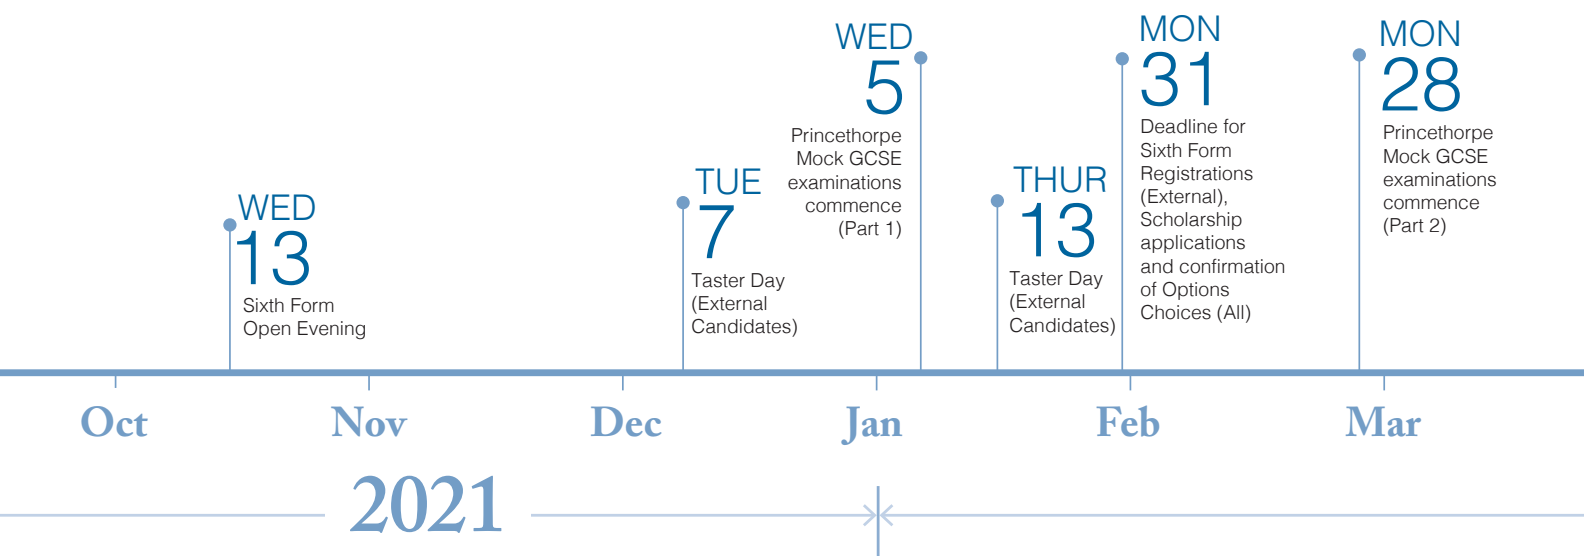 WED
13
Sixth Form
Open Evening
TUE
7
Taster Day
(External
Candidates)
WED
5
Princethorpe
Mock GCSE
examinations
commence
(Part 1)
THUR
13
Taster Day
(External
Candidates)
MON
31
Deadline for
Sixth Form
Registrations
(External),
Scholarship
applications
and confirmation
of Options
Choices (All)
MON
28
Princethorpe
Mock GCSE
examinations
commence
(Part 2)
Oct
Nov
Dec
Jan
Feb
Mar
2021